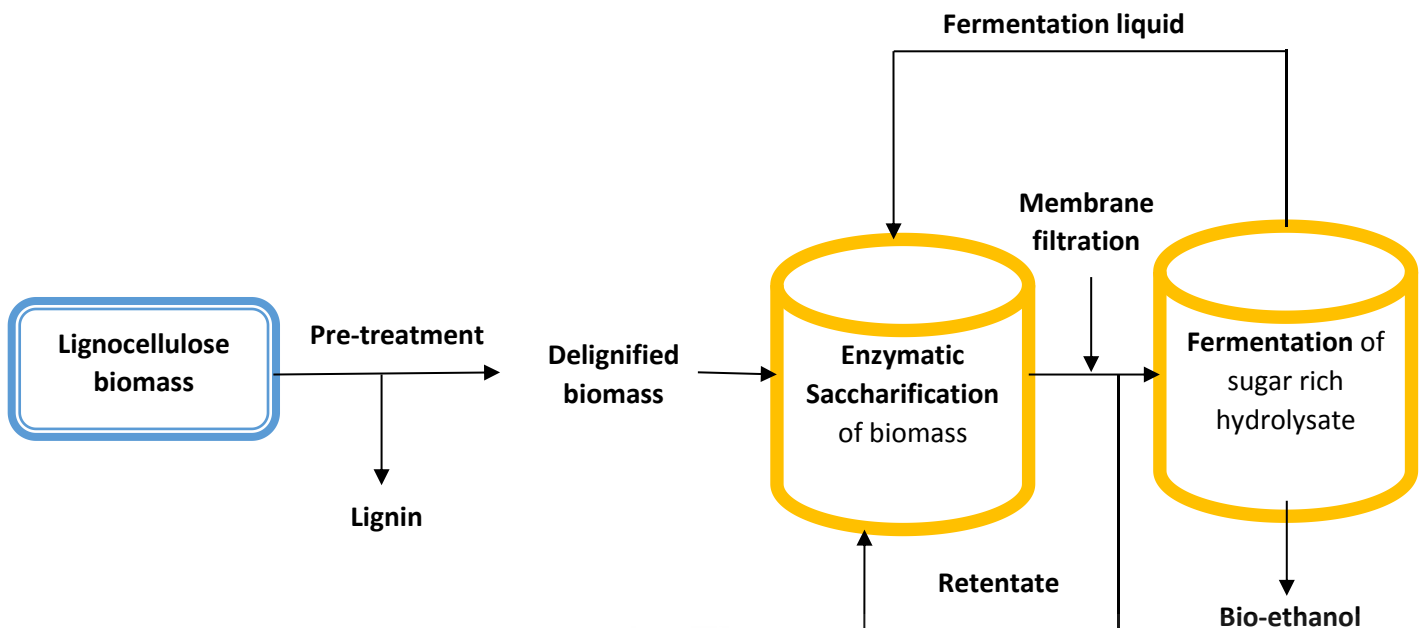 Fermentation liquid
Membrane
filtration
Lignocellulose
biomass
Pre-treatment
Delignified
biomass
Enzymatic
Saccharification
of biomass
Fermentation of
sugar rich
hydrolysate
Lignin
Retentate
Bio-ethanol